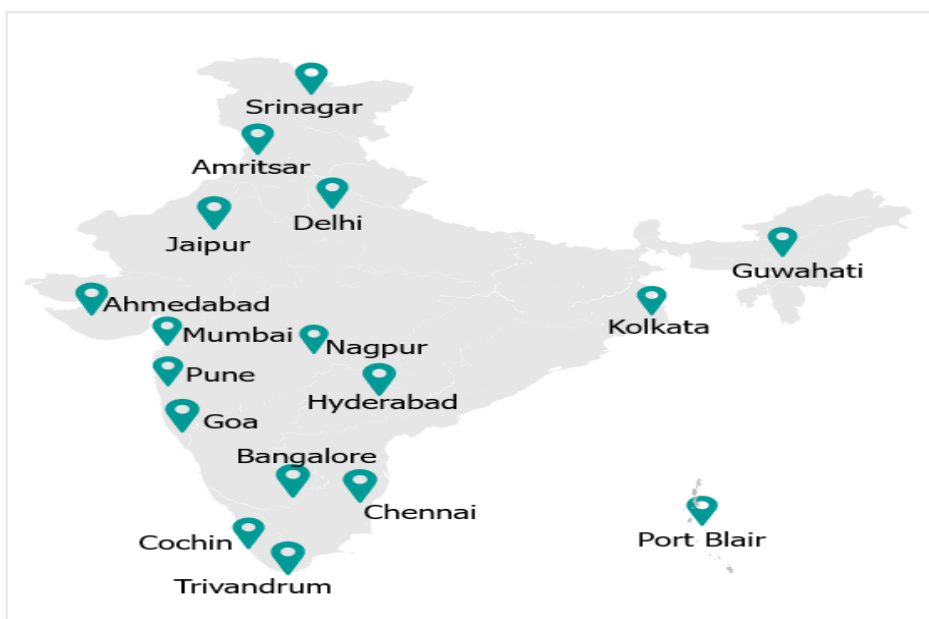 Srinagar
Amritsar
Delhi
Jaipur
Guwahati
Ahmedabad
Kolkata
Mumbai
Nagpur
Pune
Hyderabad
Goa
Bangalore
Chennai
Port Blair
Cochin
Trivandrum